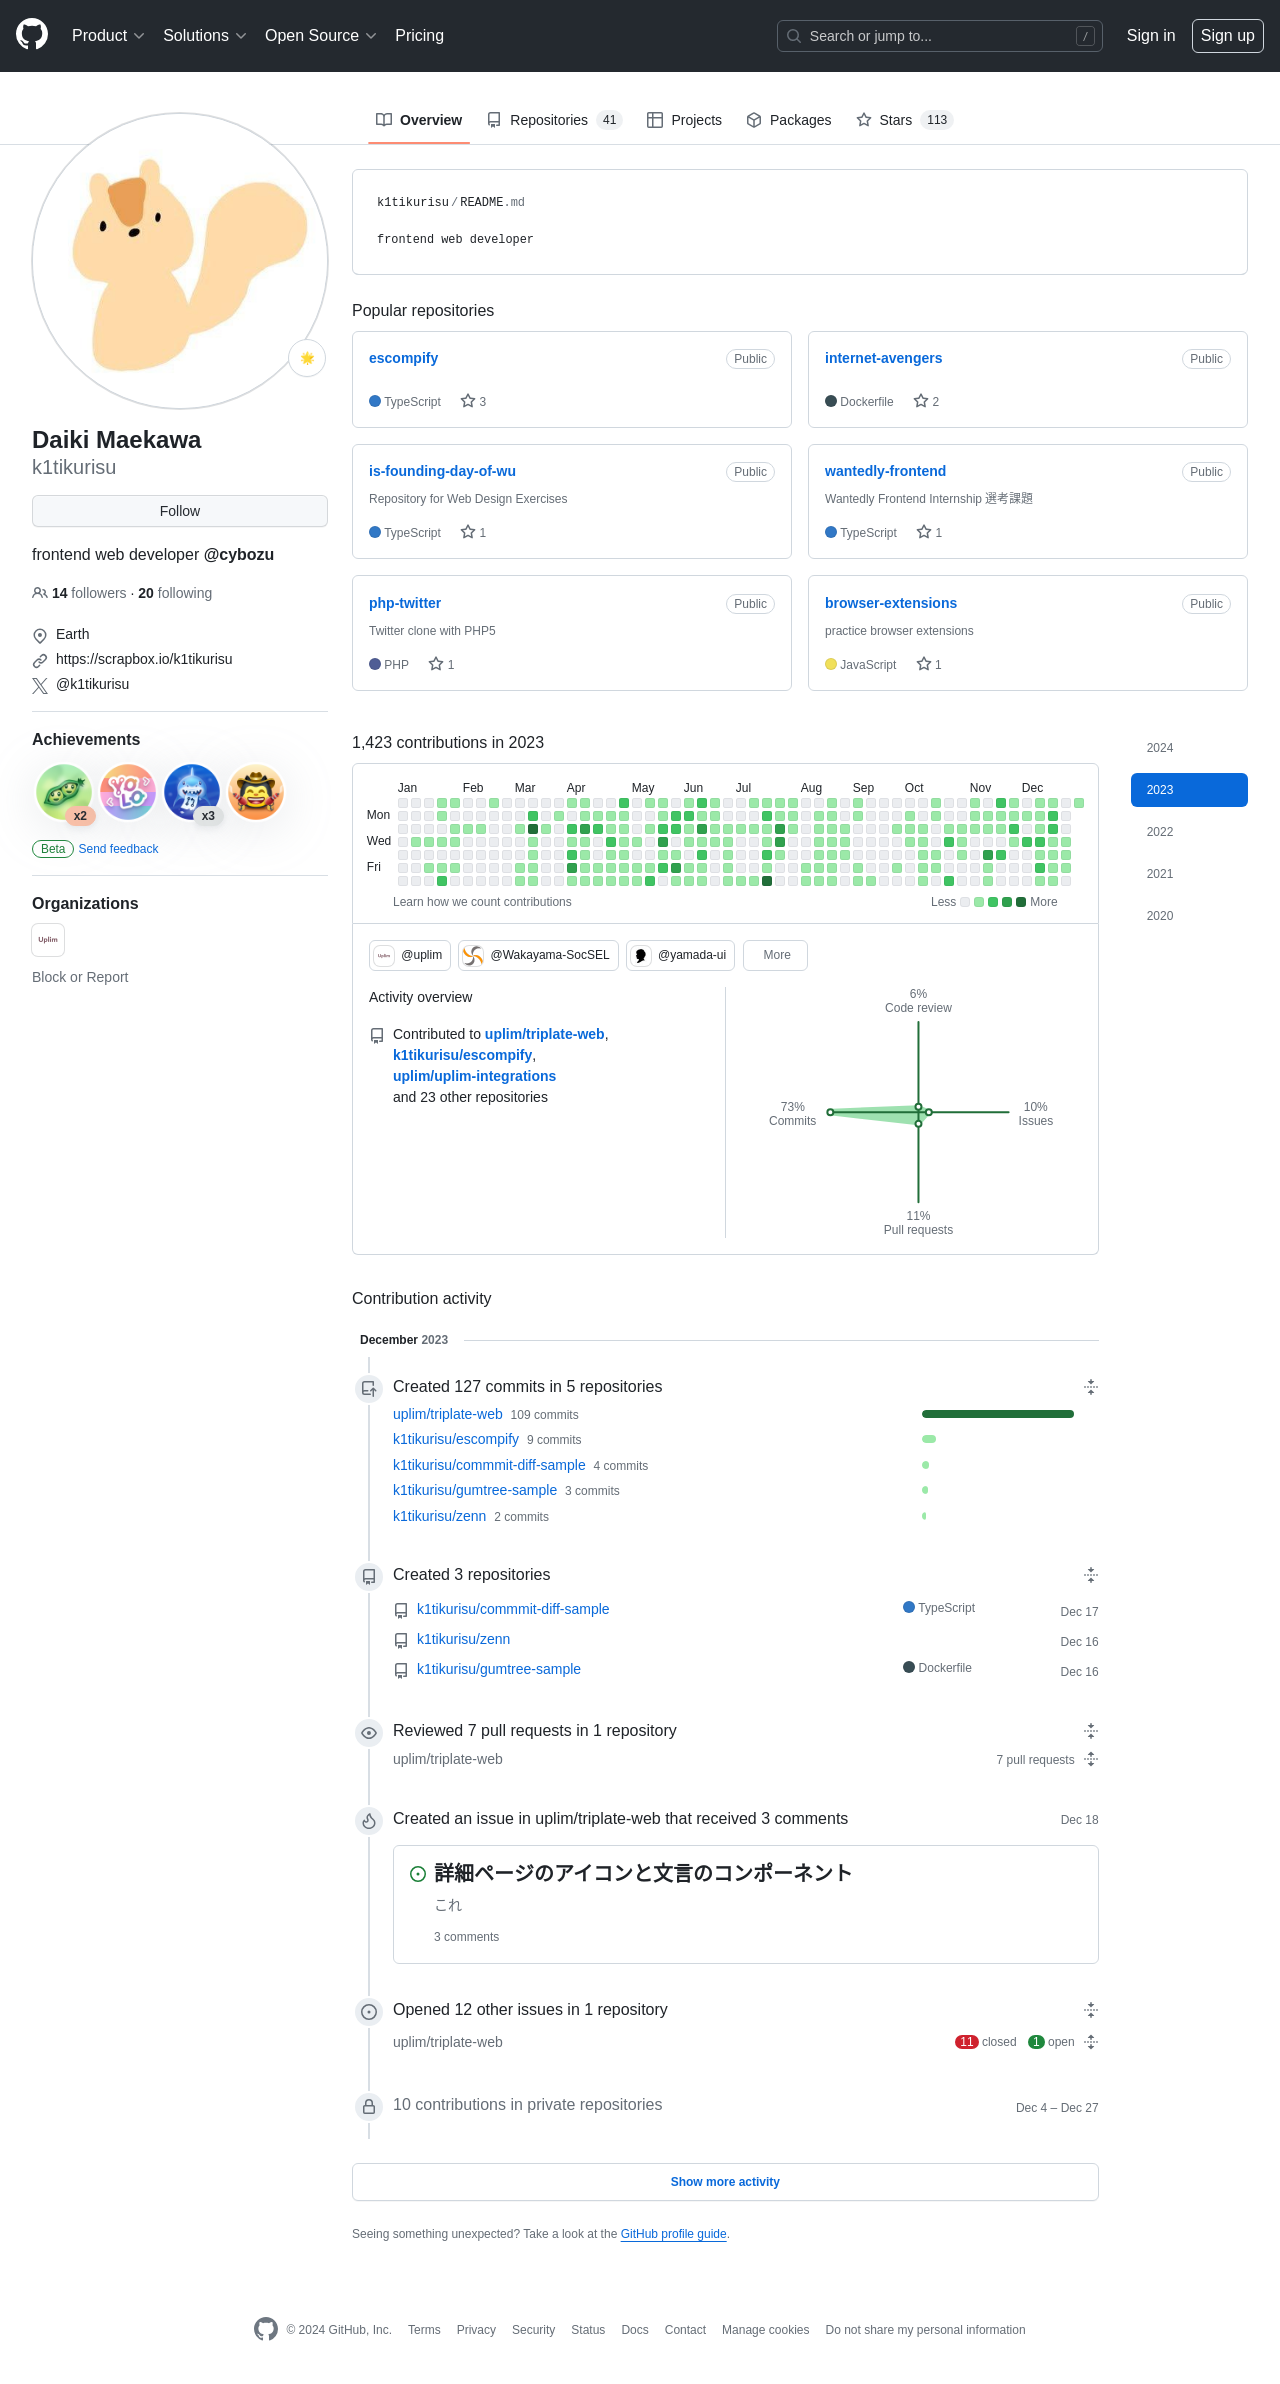 Product
Solutions
Open Source
Pricing
Search or jump to...
/
Sign in
Sign up
Overview
Repositories 41
Projects
Packages
Stars 113
Daiki Maekawa
k1tikurisu
Follow
frontend web developer @cybozu
14 followers · 20 following
Earth
https://scrapbox.io/k1tikurisu
@k1tikurisu
Achievements
YOLO
x2
x3
Beta Send feedback
Organizations
Uplim
Block or Report
k1tikurisu/README.md
frontend web developer
Popular repositories
escompify
Public
TypeScript 3
internet-avengers
Public
Dockerfile 2
is-founding-day-of-wu
Public
Repository for Web Design Exercises
TypeScript 1
wantedly-frontend
Public
Wantedly Frontend Internship 選考課題
TypeScript 1
php-twitter
Public
Twitter clone with PHP5
PHP 1
browser-extensions
Public
practice browser extensions
JavaScript 1
1,423 contributions in 2023
2024
2023
2022
2021
2020
Jan Feb Mar Apr May Jun Jul Aug Sep Oct Nov Dec
Mon
Wed
Fri
Learn how we count contributions
Less More
Uplim @uplim
@Wakayama-SocSEL
@yamada-ui
More
Activity overview
Contributed to uplim/triplate-web,
k1tikurisu/escompify,
uplim/uplim-integrations
and 23 other repositories
6%
Code review
73%
Commits
10%
Issues
11%
Pull requests
Contribution activity
December 2023
Created 127 commits in 5 repositories
uplim/triplate-web 109 commits
k1tikurisu/escompify 9 commits
k1tikurisu/commmit-diff-sample 4 commits
k1tikurisu/gumtree-sample 3 commits
k1tikurisu/zenn 2 commits
Created 3 repositories
k1tikurisu/commmit-diff-sample TypeScript Dec 17
k1tikurisu/zenn Dec 16
k1tikurisu/gumtree-sample Dockerfile Dec 16
Reviewed 7 pull requests in 1 repository
uplim/triplate-web 7 pull requests
Created an issue in uplim/triplate-web that received 3 comments Dec 18
詳細ページのアイコンと文言のコンポーネント
これ
3 comments
Opened 12 other issues in 1 repository
uplim/triplate-web 11 closed 1 open
10 contributions in private repositories Dec 4 – Dec 27
Show more activity
Seeing something unexpected? Take a look at the GitHub profile guide.
© 2024 GitHub, Inc. Terms Privacy Security Status Docs Contact Manage cookies Do not share my personal information